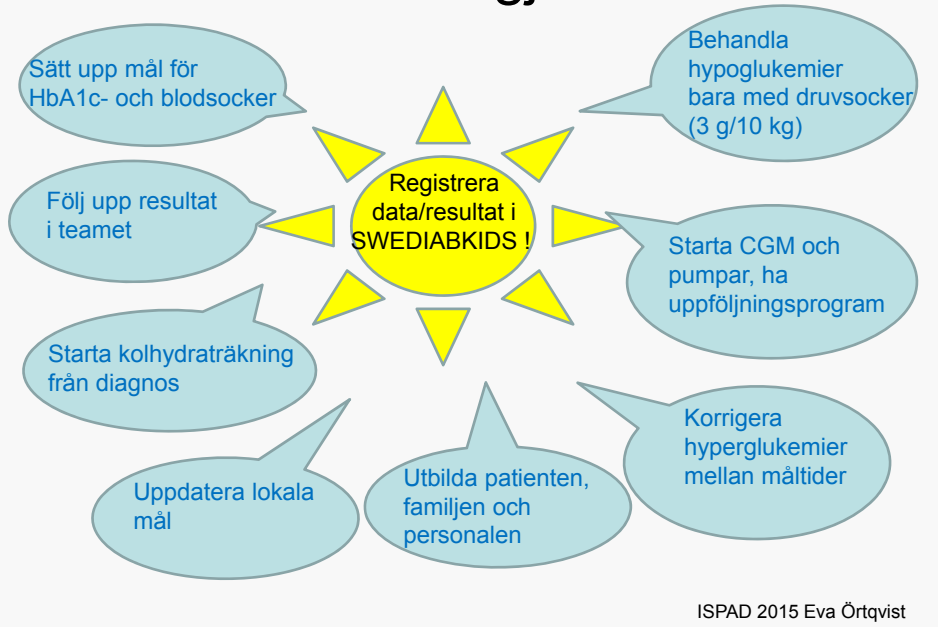 Sätt upp mål för
HbA1c- och blodsocker
Behandla
hypoglukemier
bara med druvsocker
(3 g/10 kg)
Registrera
data/resultat i
SWEDIABKIDS !
Följ upp resultat
i teamet
Starta CGM och
pumpar, ha
uppföljningsprogram
Starta kolhydraträkning
från diagnos
Korrigera
hyperglukemier
mellan måltider
Uppdatera lokala
mål
Utbilda patienten,
familjen och
personalen
ISPAD 2015 Eva Örtqvist